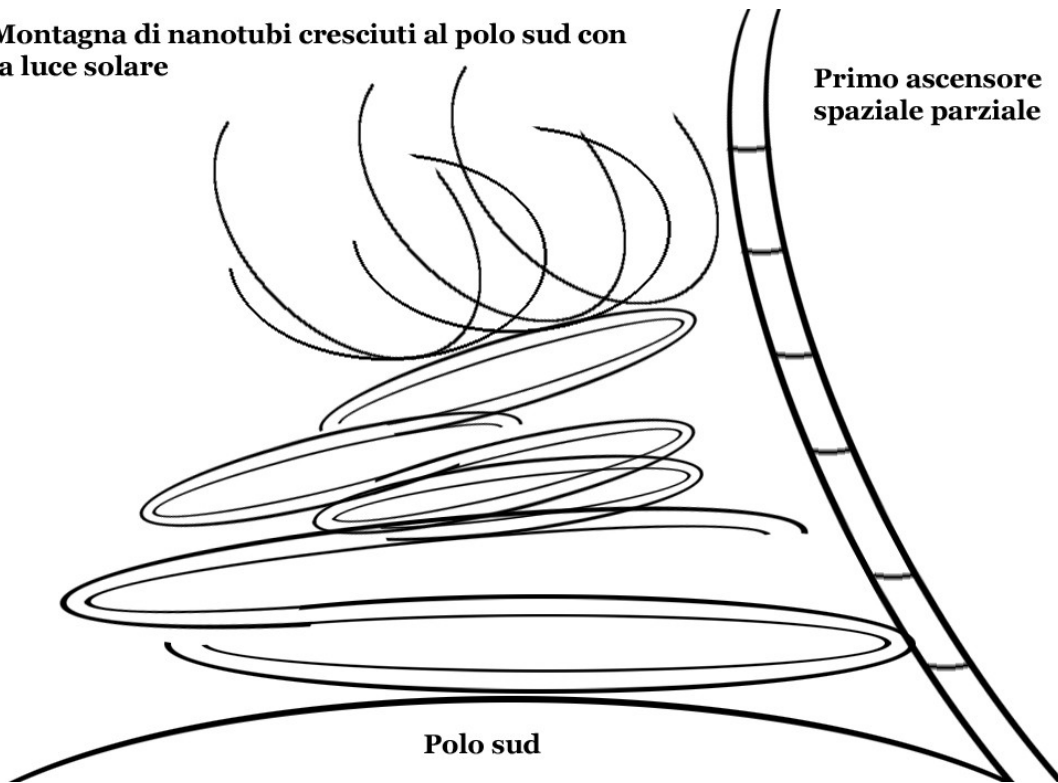 Montagna di nanotubi cresciuti al polo sud con
a luce solare
Primo ascensore
spaziale parziale
Polo sud